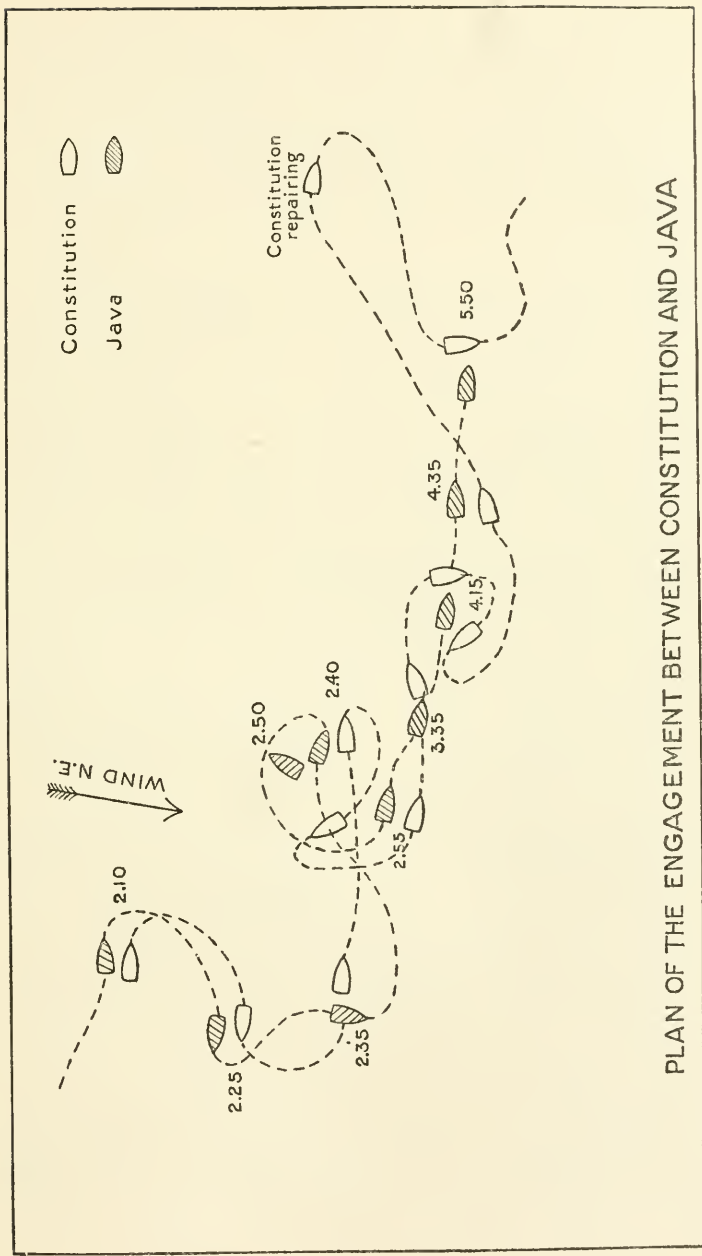 Constitution
Java
WIND N.E.
2.10
2.25
2.35
2.40
2.50
2.55
3.35
4.15
4.35
5.50
Constitution
repairing
PLAN OF THE ENGAGEMENT BETWEEN CONSTITUTION AND JAVA